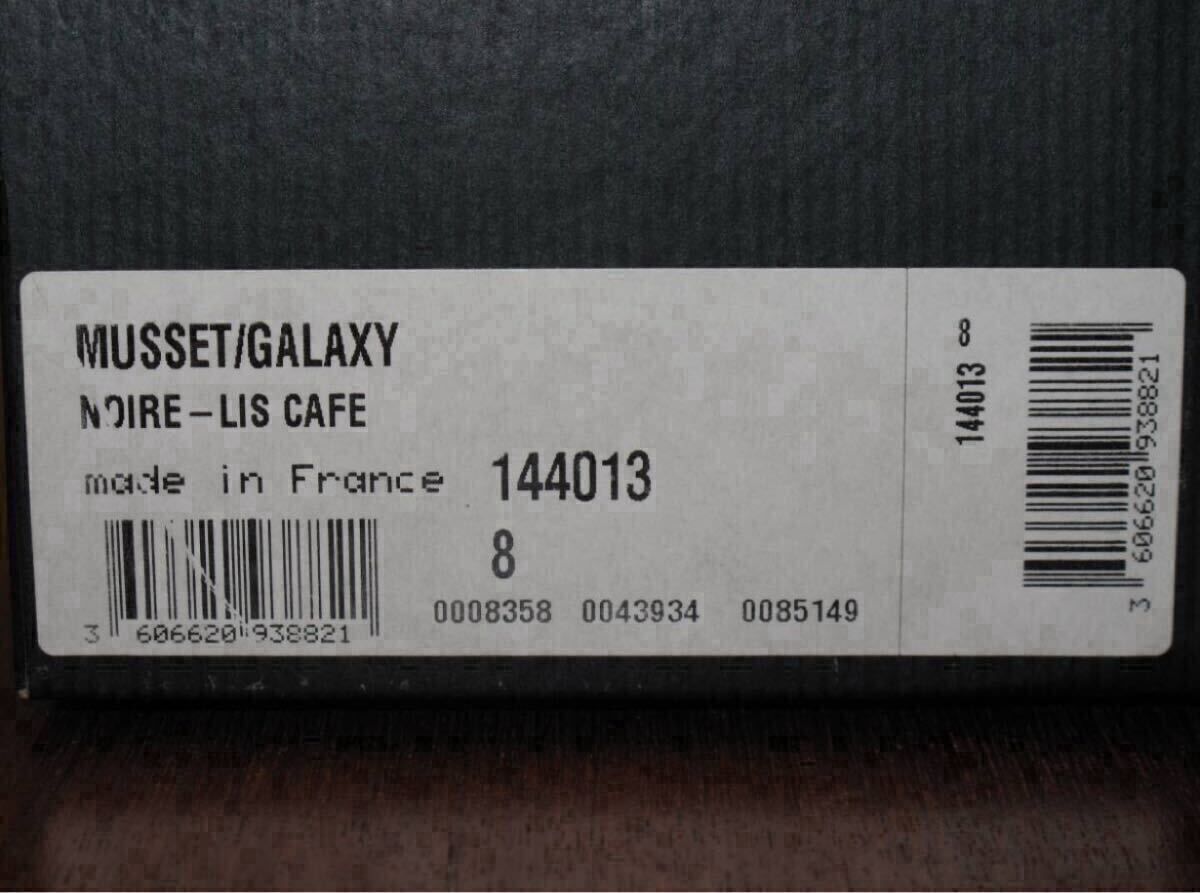 MUSSET/GALAXY
NOIRE-LIS CAFE
made in France 144013
8
3 606620 938821
0008358 0043934 0085149
144013 8
3 606620 938821